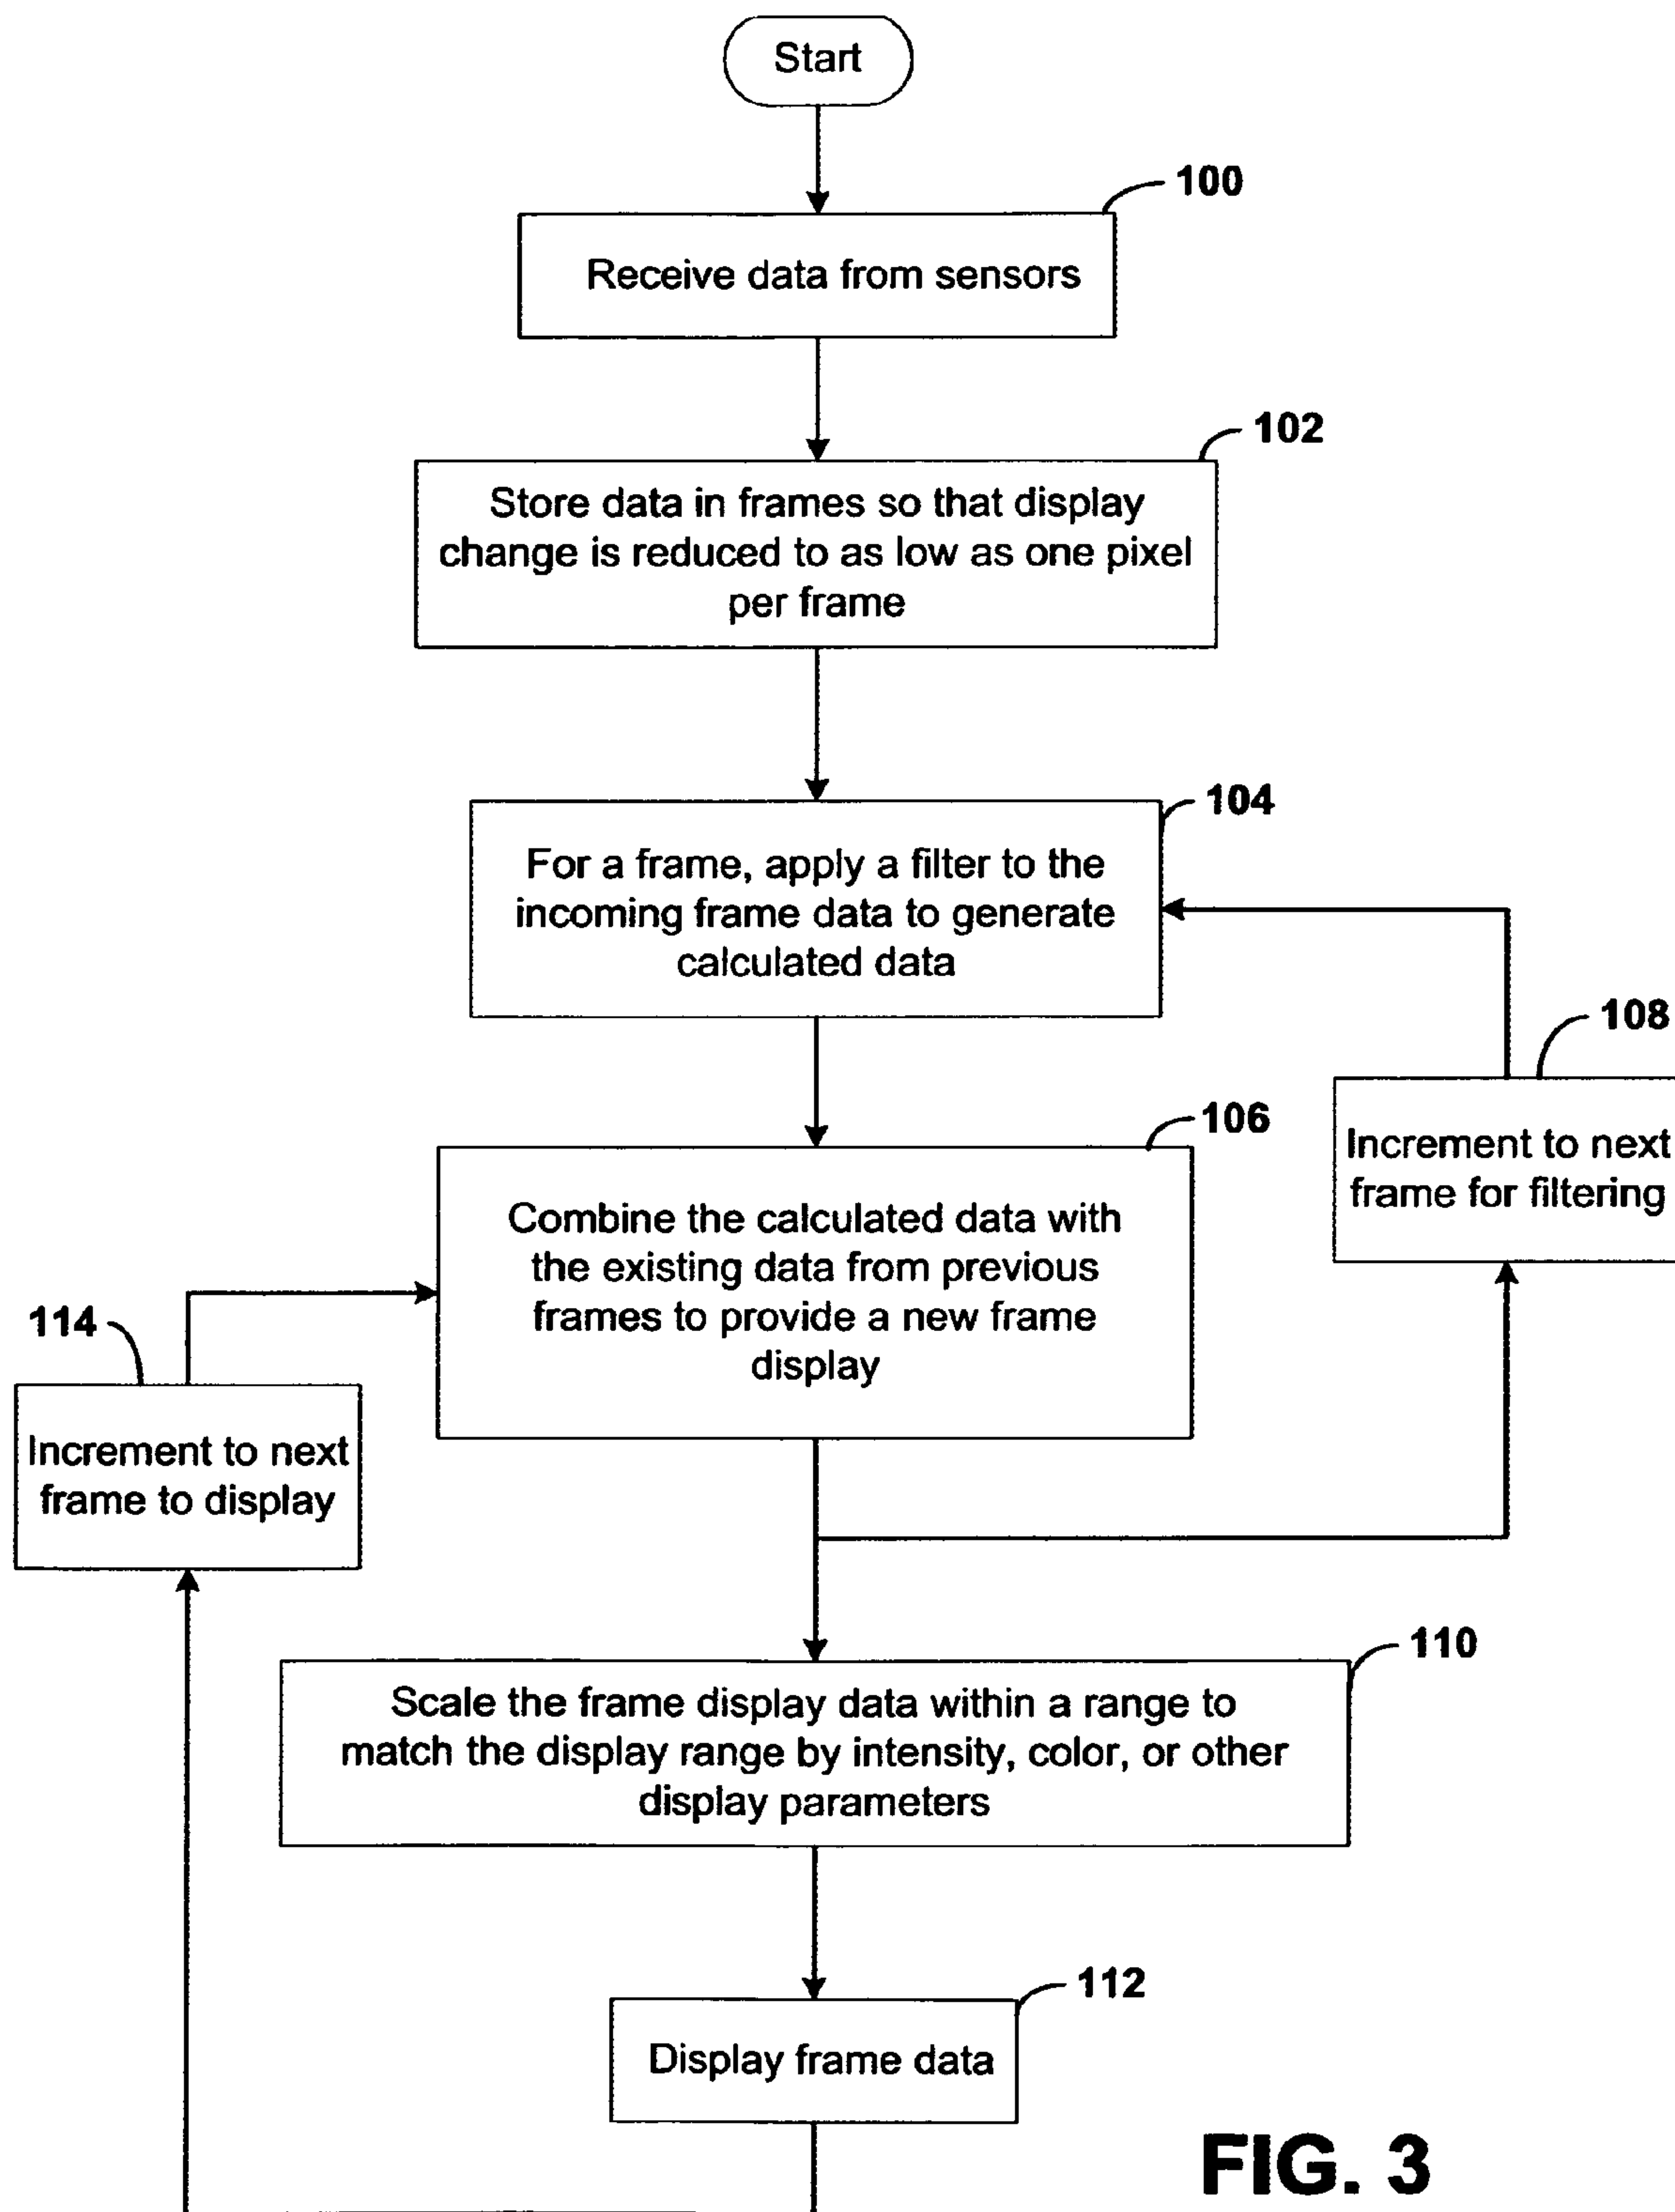 Start
100
Receive data from sensors
102
Store data in frames so that display
change is reduced to as low as one pixel
per frame
104
For a frame, apply a filter to the
incoming frame data to generate
calculated data
108
Increment to next
frame for filtering
106
Combine the calculated data with
the existing data from previous
frames to provide a new frame
display
114
Increment to next
frame to display
110
Scale the frame display data within a range to
match the display range by intensity, color, or other
display parameters
112
Display frame data
FIG. 3